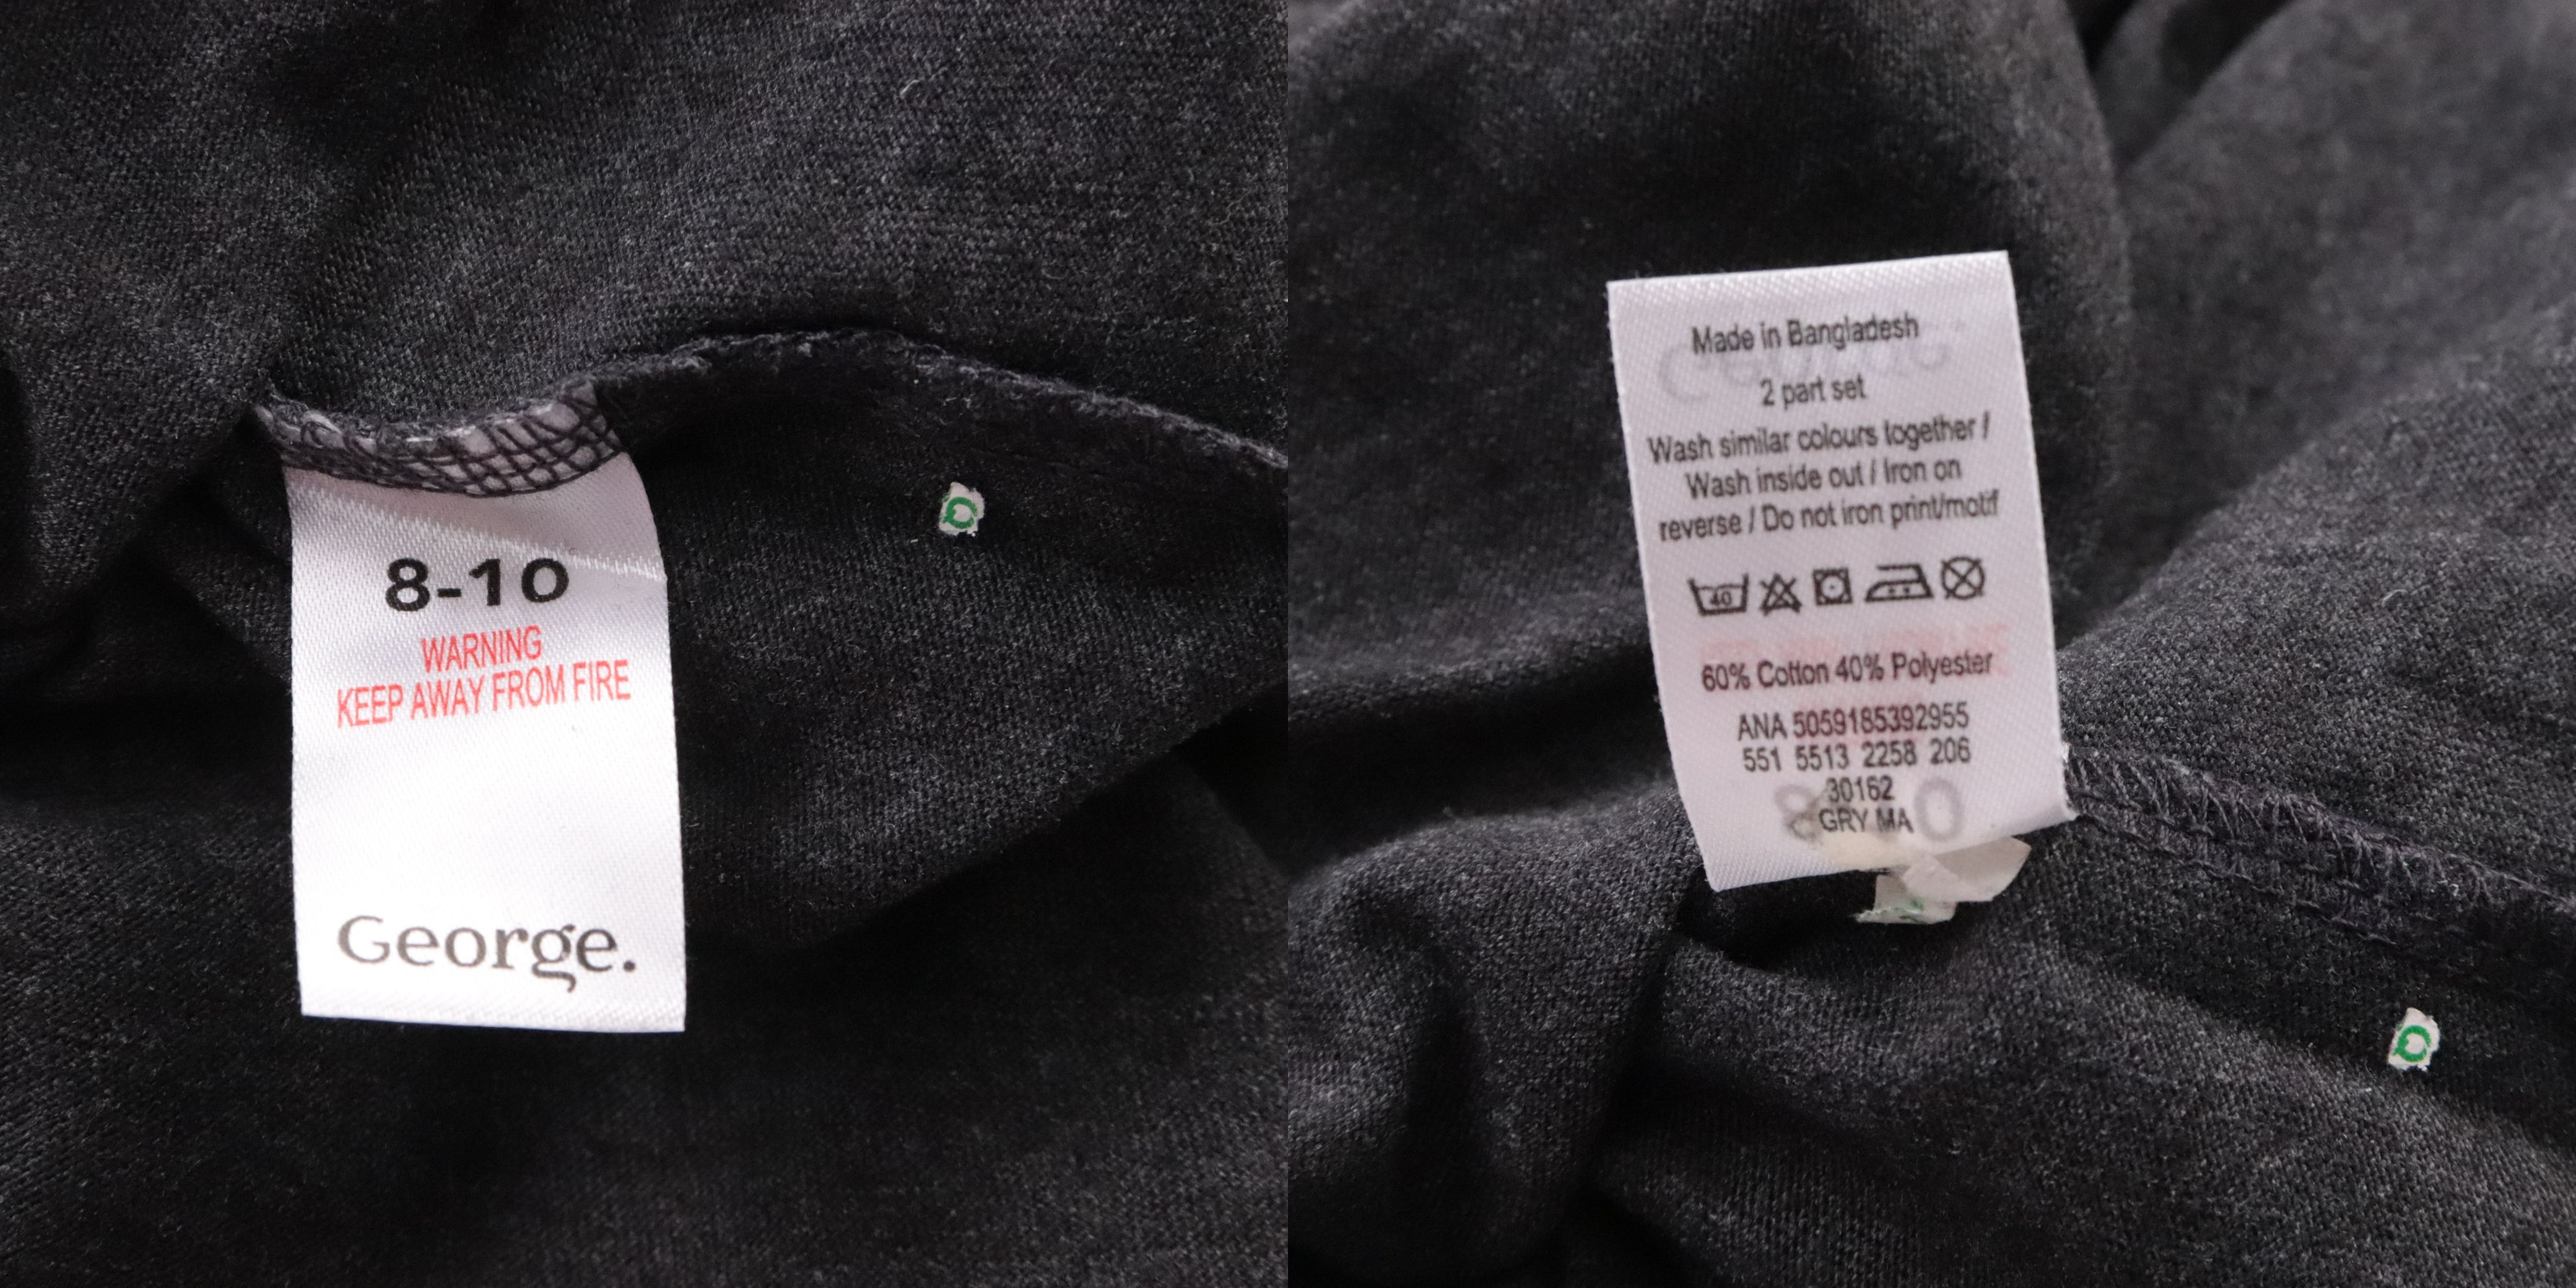 8-10
WARNING
KEEP AWAY FROM FIRE
George.
Made in Bangladesh
2 part set
Wash similar colours together /
Wash inside out / Iron on
reverse / Do not iron print/motif
40
60% Cotton 40% Polyester
ANA 5059185392955
551 5513 2258 206
30162
GRY MA